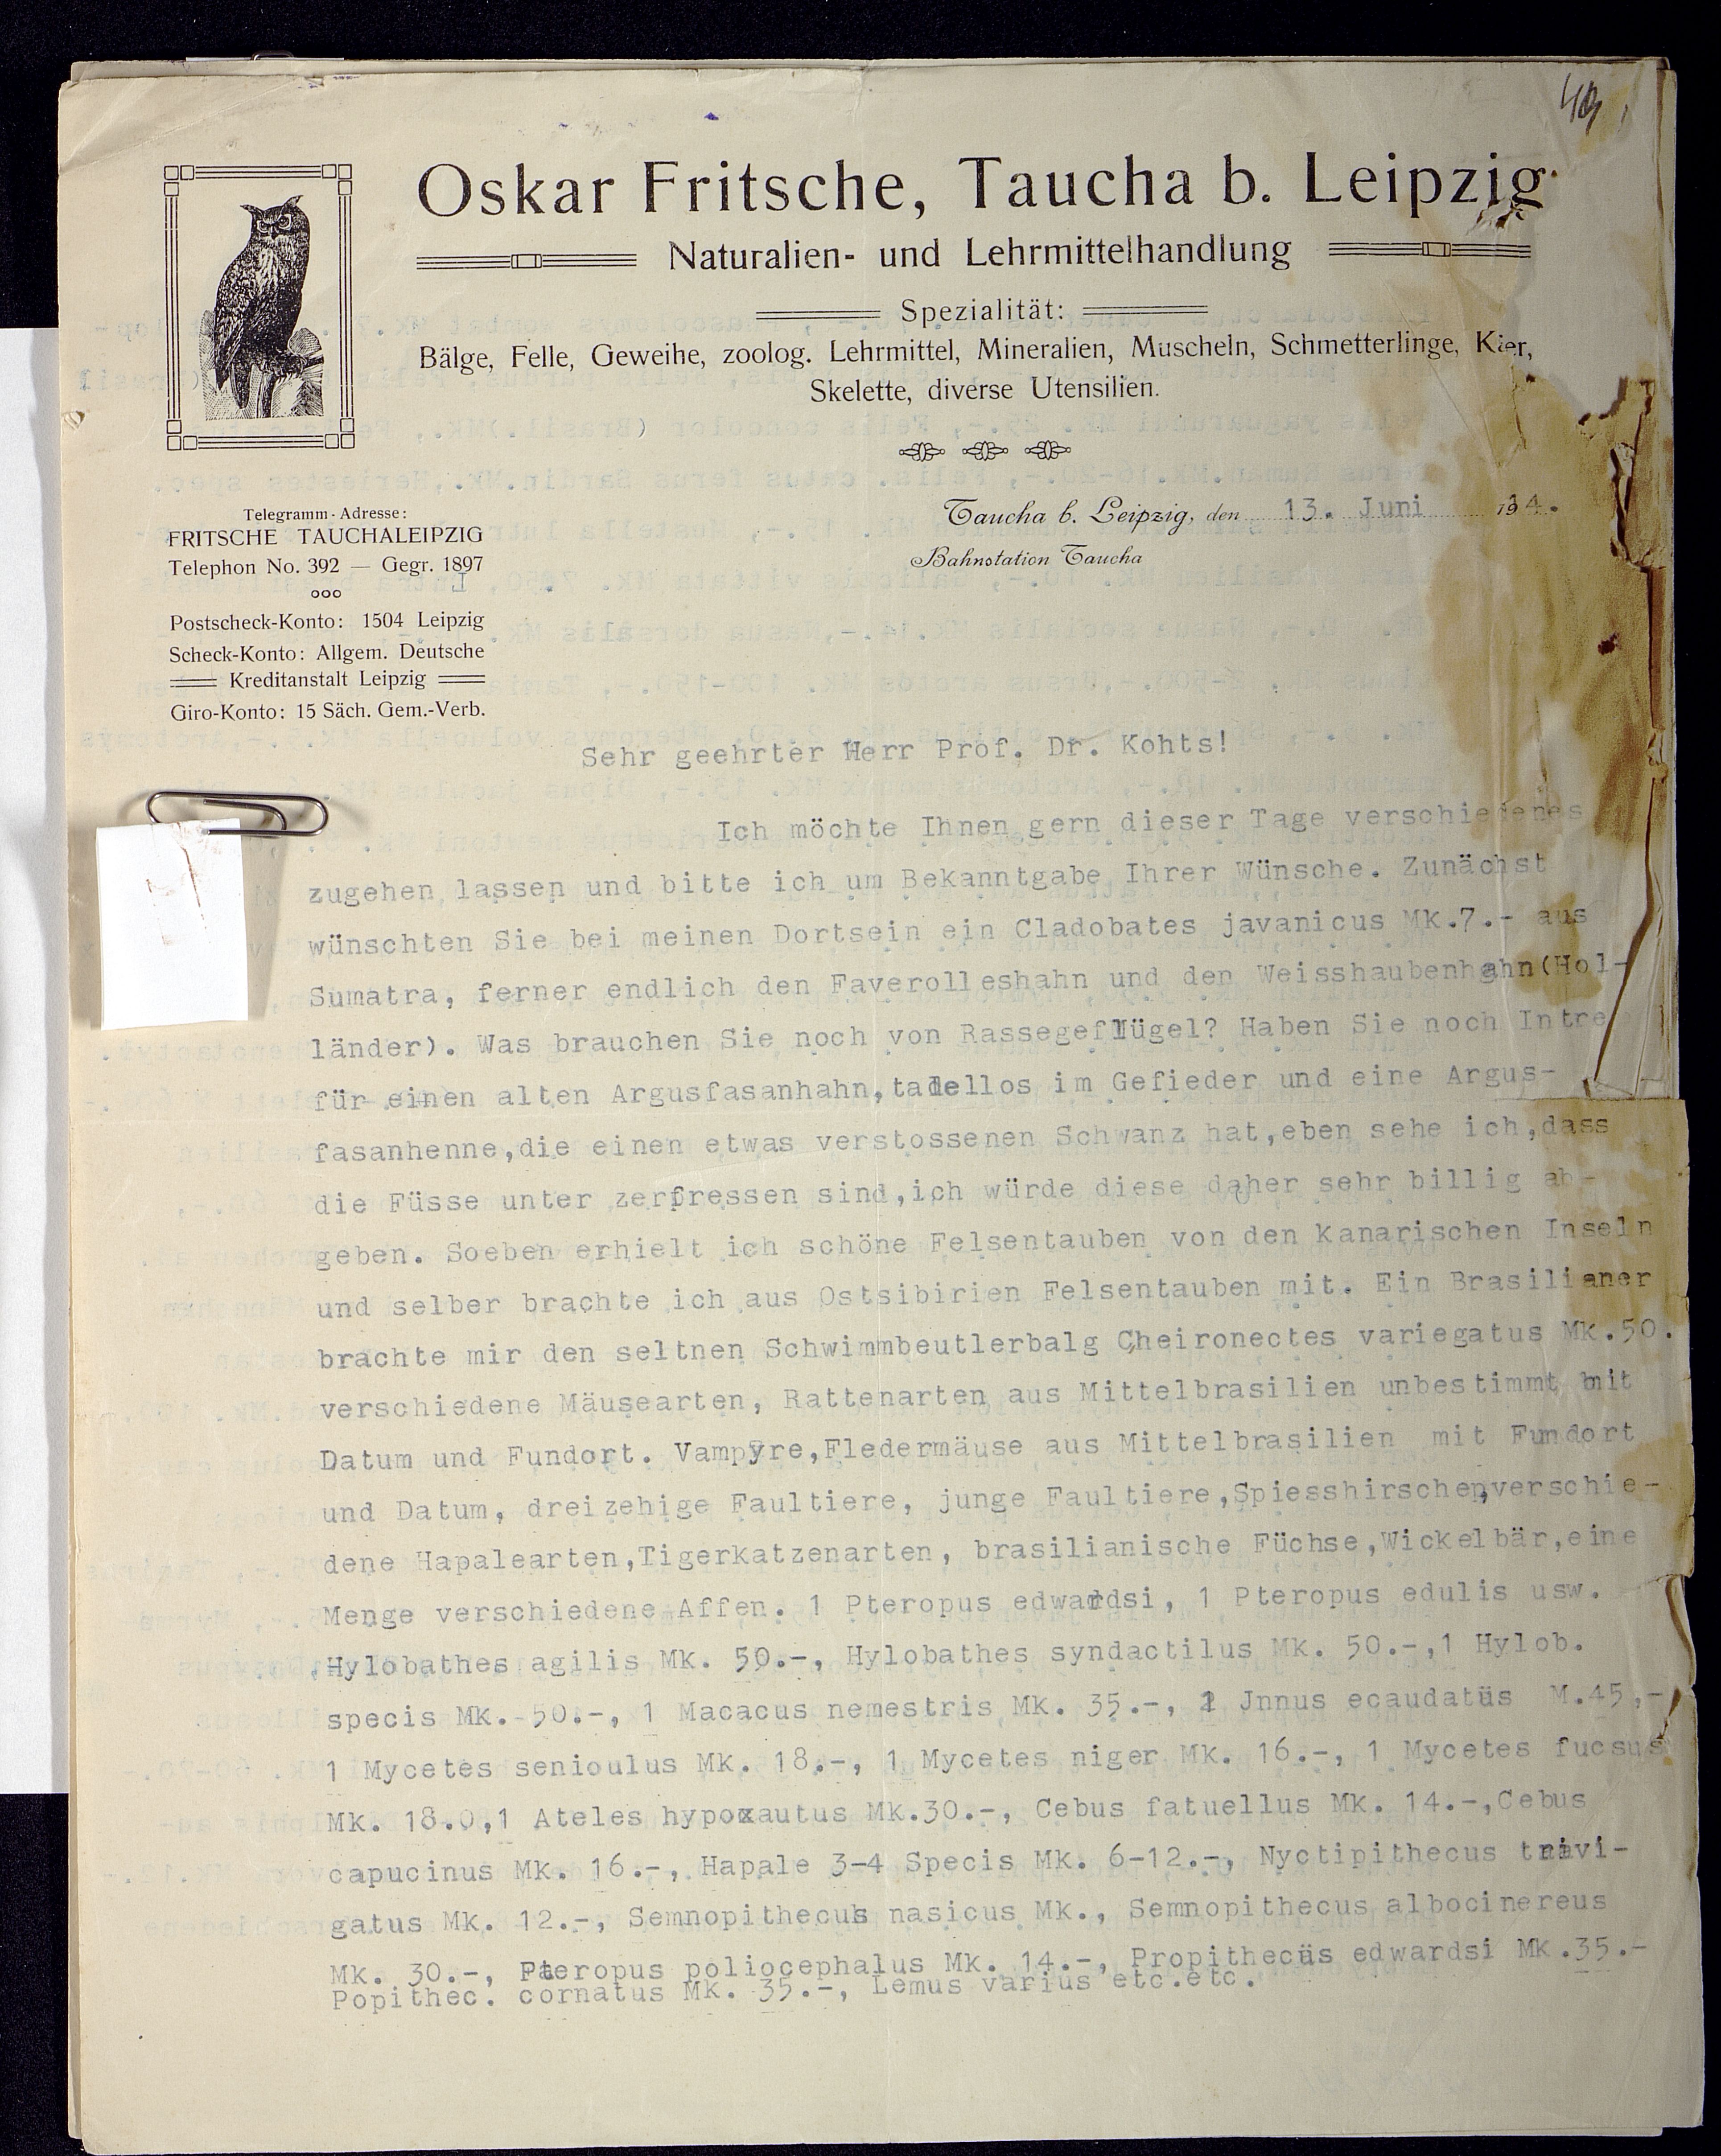 Oskar Fritsche, Taucha b. Leipzig
Naturalien- und Lehrmittelhandlung
Spezialität:
Bälge, Felle, Geweihe, zoolog. Lehrmittel, Mineralien, Muscheln, Schmetterlinge, Käfer,
Skelette, diverse Utensilien.
Telegramm-Adresse:
FRITSCHE TAUCHALEIPZIG
Telephon No. 392 — Gegr. 1897
Postscheck-Konto: 1504 Leipzig
Scheck-Konto: Allgem. Deutsche
Kreditanstalt Leipzig
Giro-Konto: 15 Säch. Gem.-Verb.
Taucha b. Leipzig, den 13. Juni 1934.
Bahnstation Taucha
Sehr geehrter Herr Prof. Dr. Kohts!
Ich möchte Ihnen gern dieser Tage verschiedenes
zugehen lassen und bitte ich um Bekanntgabe Ihrer Wünsche. Zunächst
wünschten Sie bei meinen Dortsein ein Cladobates javanicus Mk.7.- aus
Sumatra, ferner endlich den Faverolleshahn und den Weisshaubenhahn(Hol-
länder). Was brauchen Sie noch von Rassegeflügel? Haben Sie noch Intre
für einen alten Argusfasanhahn,tadellos im Gefieder und eine Argus-
fasanhenne,die einen etwas verstossenen Schwanz hat,eben sehe ich,dass
die Füsse unter zerfressen sind,ich würde diese daher sehr billig ab-
geben. Soeben erhielt ich schöne Felsentauben von den Kanarischen Inseln
und selber brachte ich aus Ostsibirien Felsentauben mit. Ein Brasilianer
brachte mir den seltnen Schwimmbeutlerbalg Cheironectes variegatus Mk.50.
verschiedene Mäusearten, Rattenarten aus Mittelbrasilien unbestimmt mit
Datum und Fundort. Vampyre,Fledermäuse aus Mittelbrasilien mit Fundort
und Datum, dreizehige Faultiere, junge Faultiere,Spiesshirschen,verschie-
dene Hapalearten,Tigerkatzenarten, brasilianische Füchse,Wickelbär,eine
Menge verschiedene Affen. 1 Pteropus edwardsi, 1 Pteropus edulis usw.
Hylobathes agilis Mk. 50.-, Hylobathes syndactilus Mk. 50.-,1 Hylob.
specis Mk. 50.-, 1 Macacus nemestris Mk. 35.-, 1 Jnnus ecaudatus M.45,-
1 Mycetes senioulus Mk. 18.-, 1 Mycetes niger Mk. 16.-, 1 Mycetes fucsus
Mk. 18.0,1 Ateles hypoxautus Mk.30.-, Cebus fatuellus Mk. 14.-,Cebus
capucinus Mk. 16.-, Hapale 3-4 Specis Mk. 6-12.-, Nyctipithecus trivi-
gatus Mk. 12.-, Semnopithecus nasicus Mk., Semnopithecus albocinereus
Mk. 30.-, Pteropus poliocephalus Mk. 14.-, Propithecus edwardsi Mk.35.-
Popithec. cornatus Mk. 35.-, Lemus varius etc.etc.